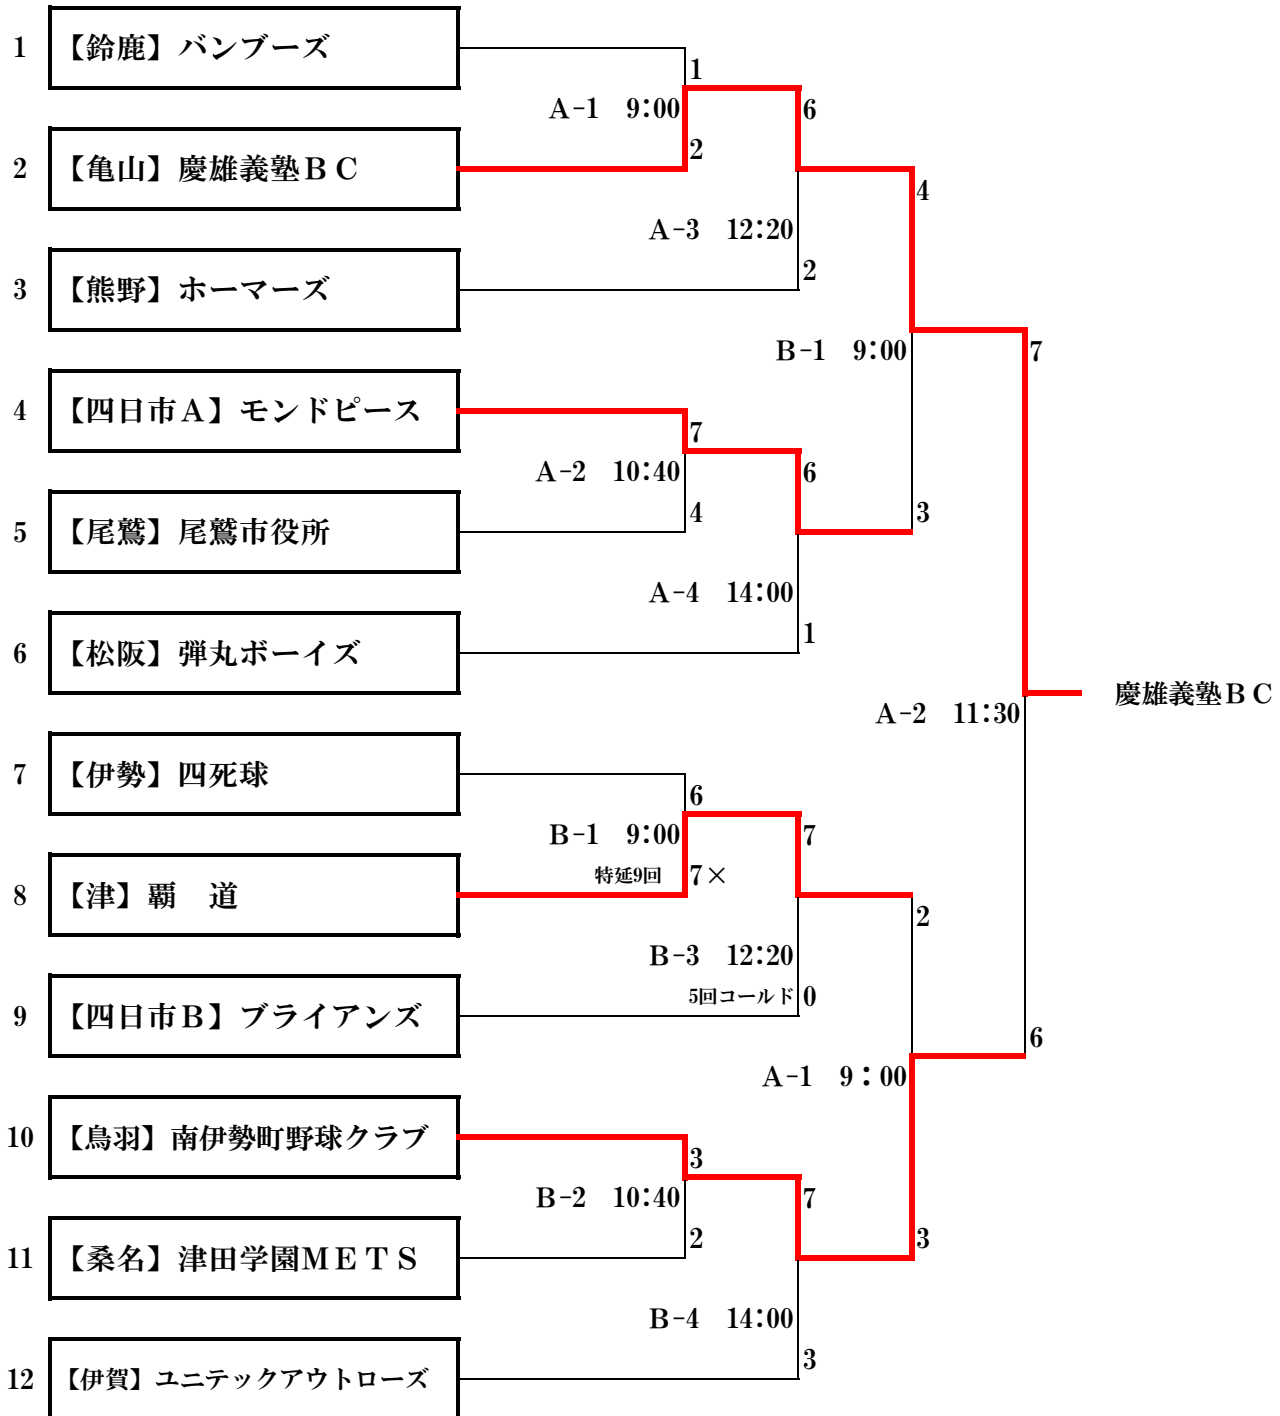 1 【鈴鹿】バンブーズ
1
A-1 9:00
6
2 【亀山】慶雄義塾ＢＣ
2
4
A-3 12:20
3 【熊野】ホーマーズ
2
B-1 9:00
7
4 【四日市Ａ】モンドピース
7
A-2 10:40
6
5 【尾鷲】尾鷲市役所
4
3
A-4 14:00
6 【松阪】弾丸ボーイズ
1
A-2 11:30
慶雄義塾ＢＣ
7 【伊勢】四死球
6
B-1 9:00
7
8 【津】覇　道
特延9回 7×
2
B-3 12:20
5回コールド 0
9 【四日市Ｂ】ブライアンズ
6
A-1 9：00
10 【鳥羽】南伊勢町野球クラブ
3
B-2 10:40
7
11 【桑名】津田学園ＭＥＴＳ
2
3
B-4 14:00
12 【伊賀】ユニテックアウトローズ
3